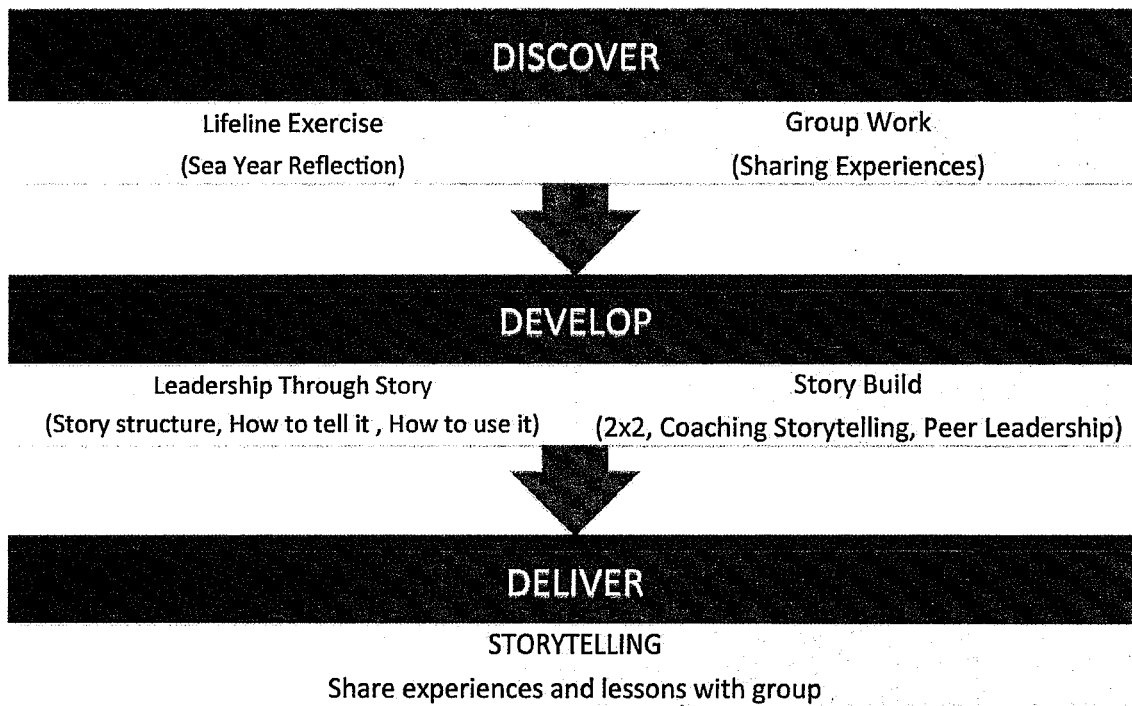 DISCOVER
Lifeline Exercise
(Sea Year Reflection)
Group Work
(Sharing Experiences)
DEVELOP
Leadership Through Story
(Story structure, How to tell it , How to use it)
Story Build
(2x2, Coaching Storytelling, Peer Leadership)
DELIVER
STORYTELLING
Share experiences and lessons with group